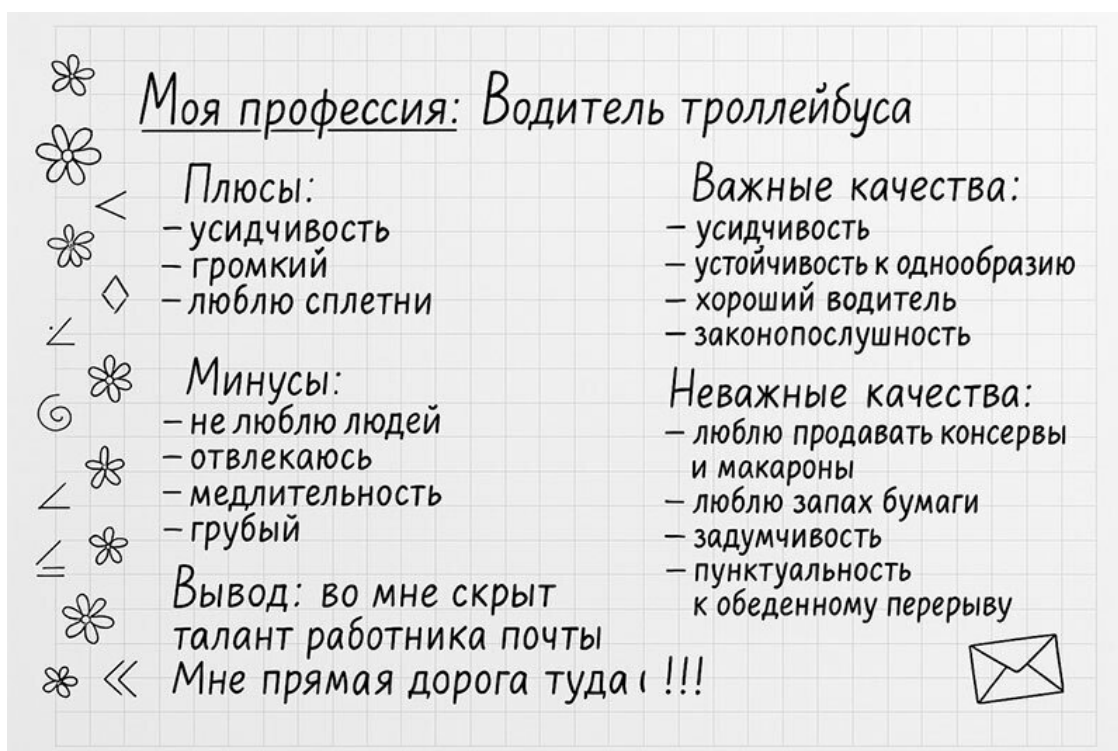 Моя профессия: Водитель троллейбуса
Плюсы:
– усидчивость
– громкий
– люблю сплетни
Минусы:
– не люблю людей
– отвлекаюсь
– медлительность
– грубый
Вывод: во мне скрыт
талант работника почты
Мне прямая дорога туда !!!
Важные качества:
– усидчивость
– устойчивость к однообразию
– хороший водитель
– законопослушность
Неважные качества:
– люблю продавать консервы
и макароны
– люблю запах бумаги
– задумчивость
– пунктуальность
к обеденному перерыву